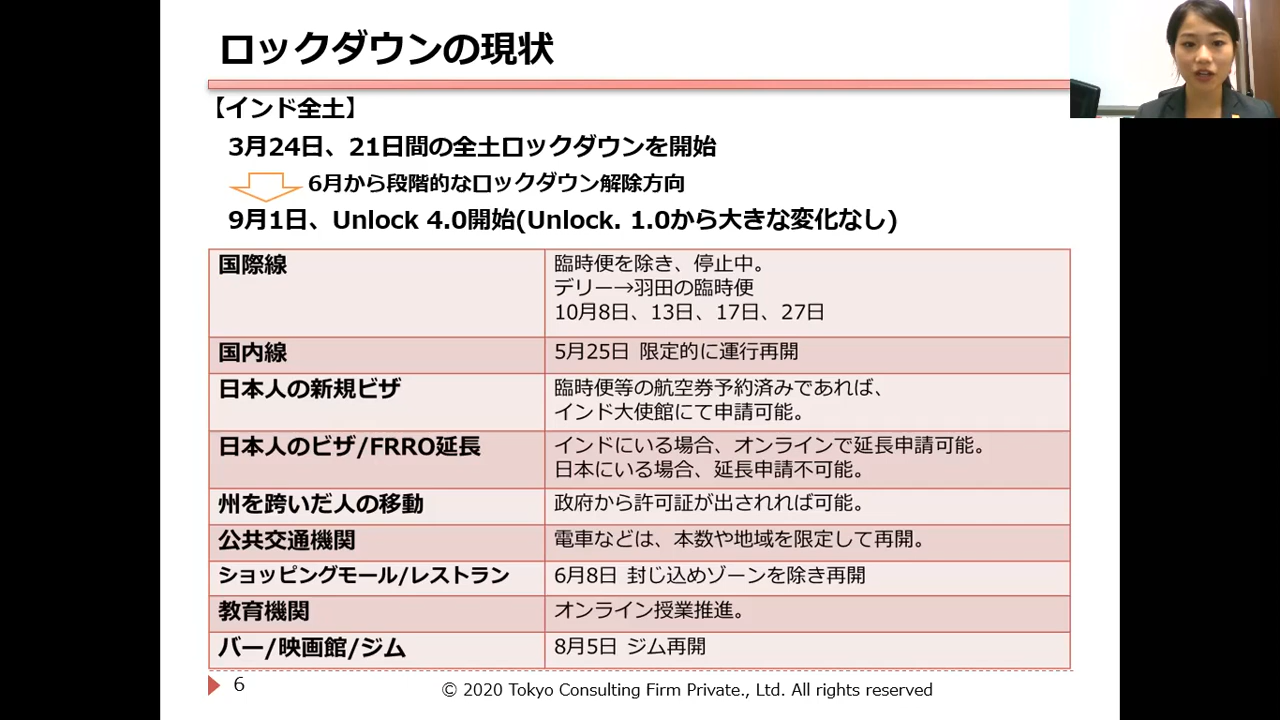 ロックダウンの現状
【インド全土】
3月24日、21日間の全土ロックダウンを開始
6月から段階的なロックダウン解除方向
9月1日、Unlock 4.0開始(Unlock. 1.0から大きな変化なし)
国際線
臨時便を除き、停止中。
デリー→羽田の臨時便
10月8日、13日、17日、27日
国内線
5月25日 限定的に運行再開
日本人の新規ビザ
臨時便等の航空券予約済みであれば、
インド大使館にて申請可能。
日本人のビザ/FRRO延長
インドにいる場合、オンラインで延長申請可能。
日本にいる場合、延長申請不可能。
州を跨いだ人の移動
政府から許可証が出されれば可能。
公共交通機関
電車などは、本数や地域を限定して再開。
ショッピングモール/レストラン
6月8日 封じ込めゾーンを除き再開
教育機関
オンライン授業推進。
バー/映画館/ジム
8月5日 ジム再開
6
© 2020 Tokyo Consulting Firm Private., Ltd. All rights reserved